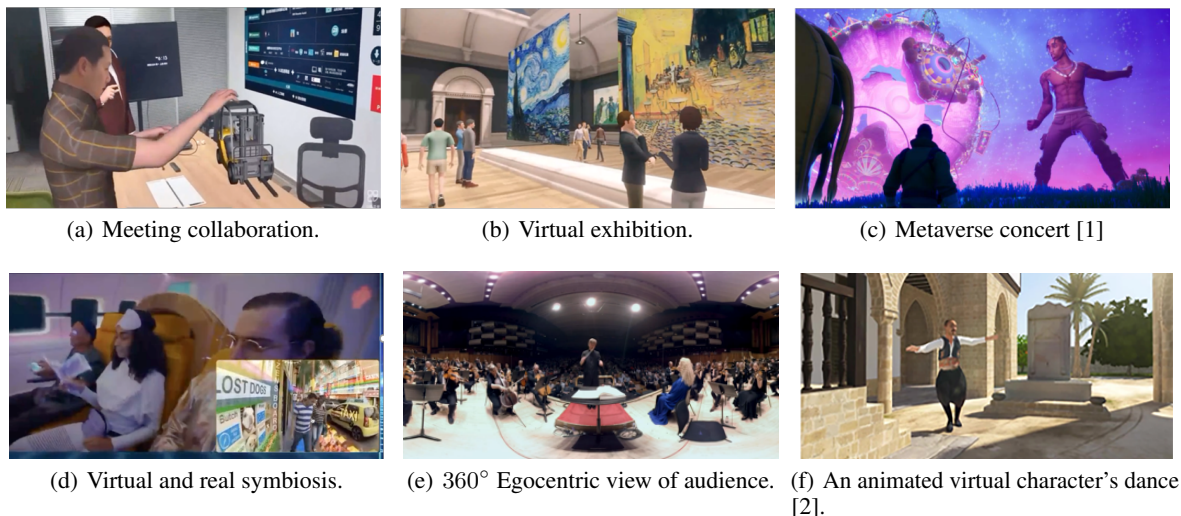 (a) Meeting collaboration.
(b) Virtual exhibition.
(c) Metaverse concert [1]
LOST DOGS
TAXI
(d) Virtual and real symbiosis.
(e) 360° Egocentric view of audience.
(f) An animated virtual character's dance
[2].